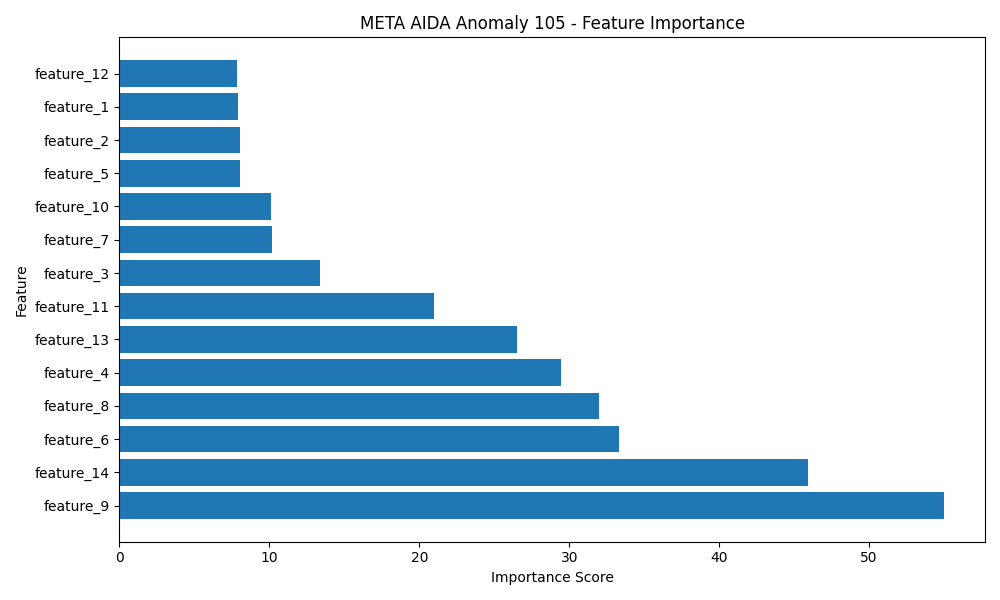 META AIDA Anomaly 105 - Feature Importance
feature_12
feature_1
feature_2
feature_5
feature_10
feature_7
feature_3
feature_11
feature_13
feature_4
feature_8
feature_6
feature_14
feature_9
Feature
0 10 20 30 40 50
Importance Score